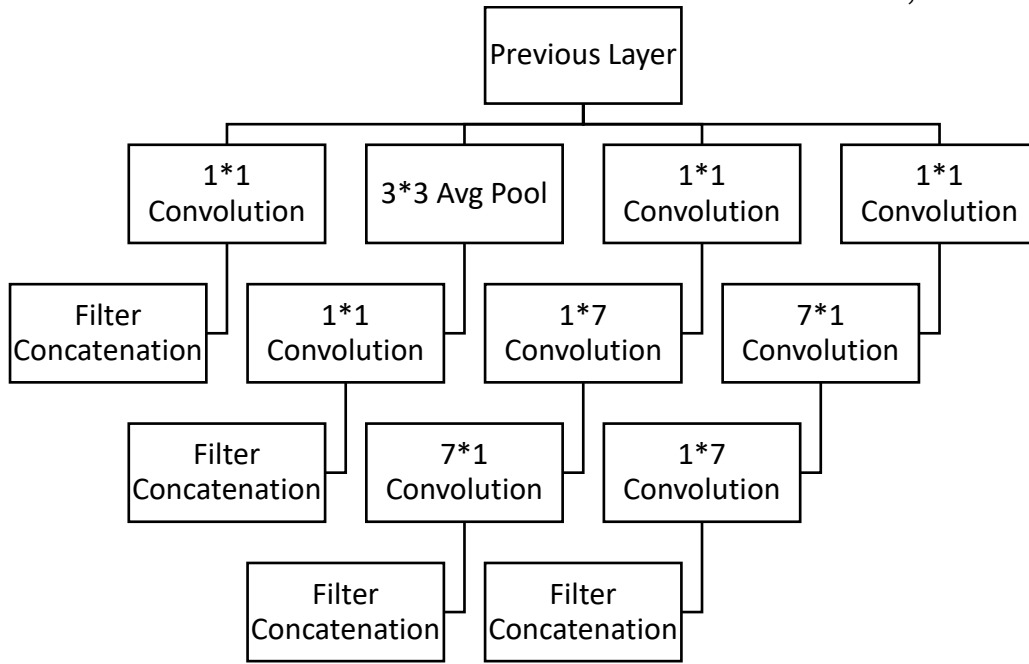 Previous Layer
1*1
Convolution
3*3 Avg Pool
1*1
Convolution
1*1
Convolution
Filter
Concatenation
1*1
Convolution
1*7
Convolution
7*1
Convolution
Filter
Concatenation
7*1
Convolution
1*7
Convolution
Filter
Concatenation
Filter
Concatenation